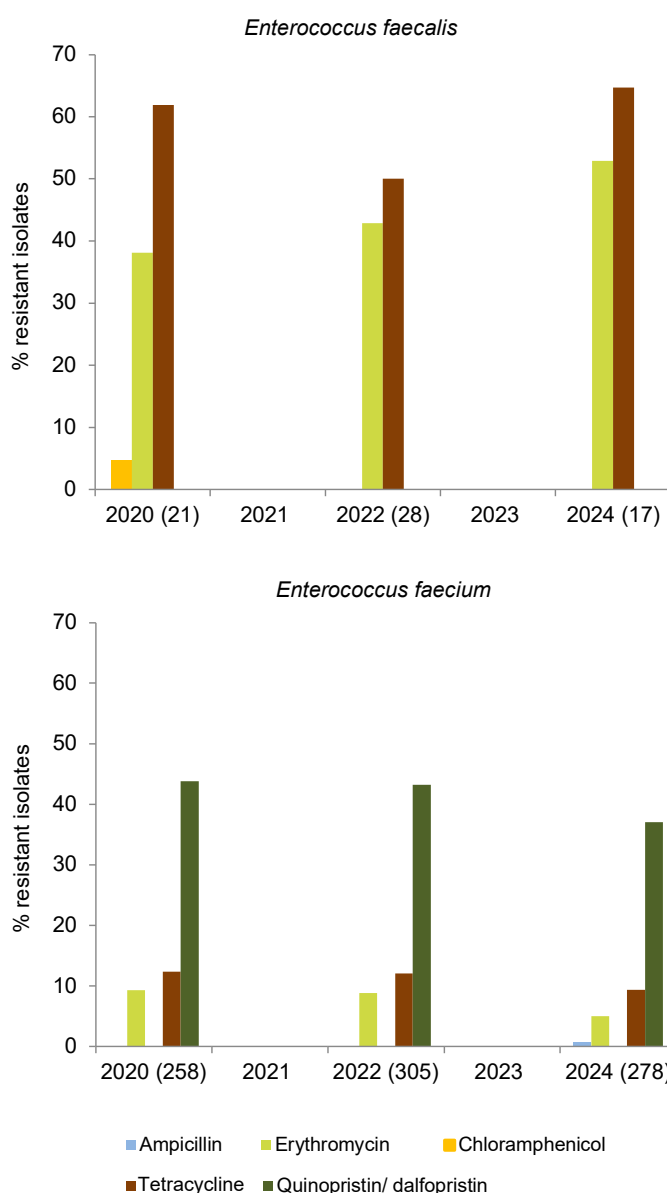 Enterococcus faecalis
70
60
50
40
30
20
10
0
% resistant isolates
2020 (21) 2021 2022 (28) 2023 2024 (17)
Enterococcus faecium
70
60
50
40
30
20
10
0
% resistant isolates
2020 (258) 2021 2022 (305) 2023 2024 (278)
Ampicillin Erythromycin Chloramphenicol
Tetracycline Quinopristin/ dalfopristin